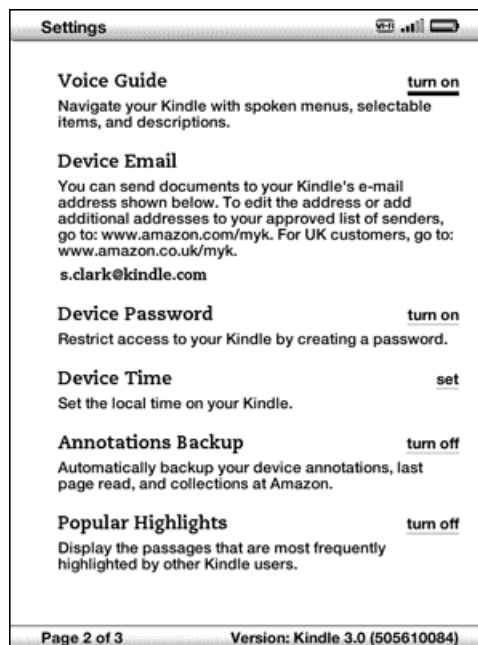 Settings
Wi-Fi
Voice Guide turn on
Navigate your Kindle with spoken menus, selectable
items, and descriptions.
Device Email
You can send documents to your Kindle's e-mail
address shown below. To edit the address or add
additional addresses to your approved list of senders,
go to: www.amazon.com/myk. For UK customers, go to:
www.amazon.co.uk/myk.
s.clark@kindle.com
Device Password turn on
Restrict access to your Kindle by creating a password.
Device Time set
Set the local time on your Kindle.
Annotations Backup turn off
Automatically backup your device annotations, last
page read, and collections at Amazon.
Popular Highlights turn off
Display the passages that are most frequently
highlighted by other Kindle users.
Page 2 of 3 Version: Kindle 3.0 (505610084)